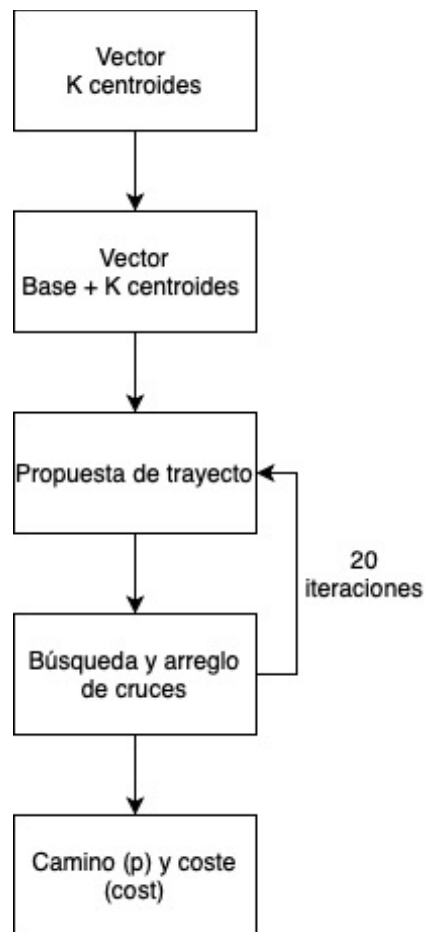 Vector
K centroides
Vector
Base + K centroides
Propuesta de trayecto
20
iteraciones
Búsqueda y arreglo
de cruces
Camino (p) y coste
(cost)